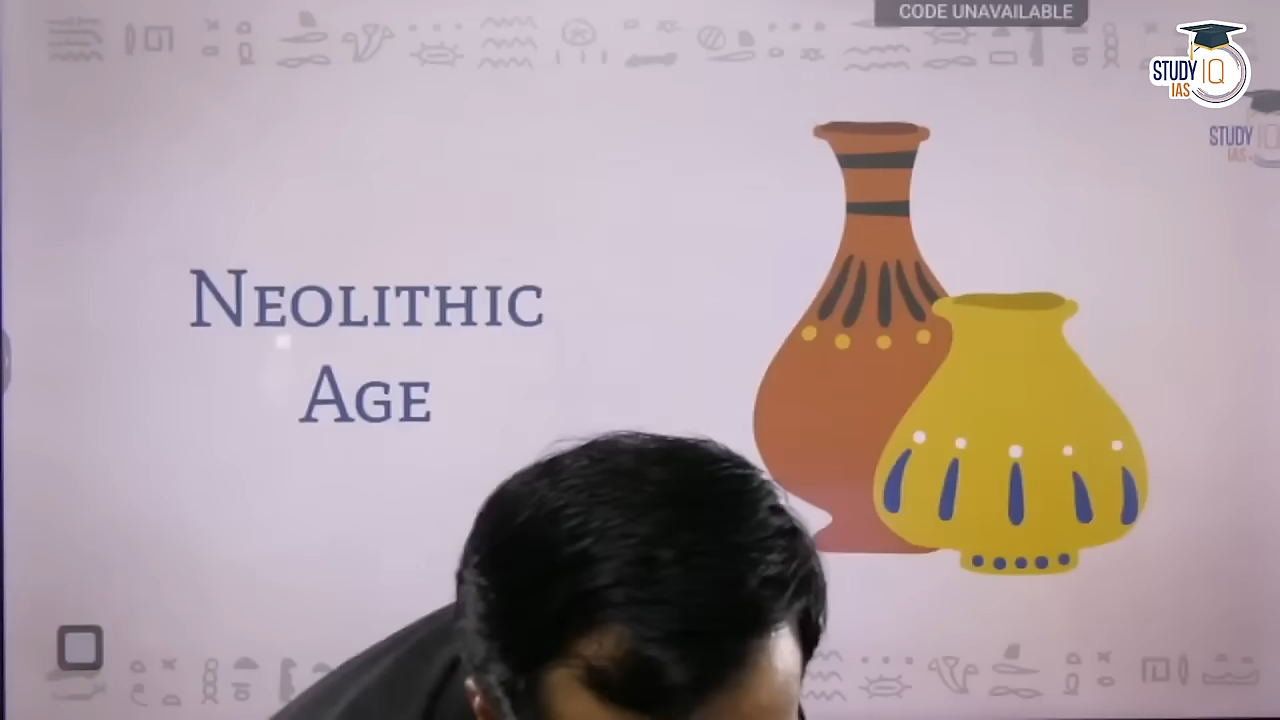 CODE UNAVAILABLE
STUDY IQ
IAS
STUDY
IAS
NEOLITHIC
AGE